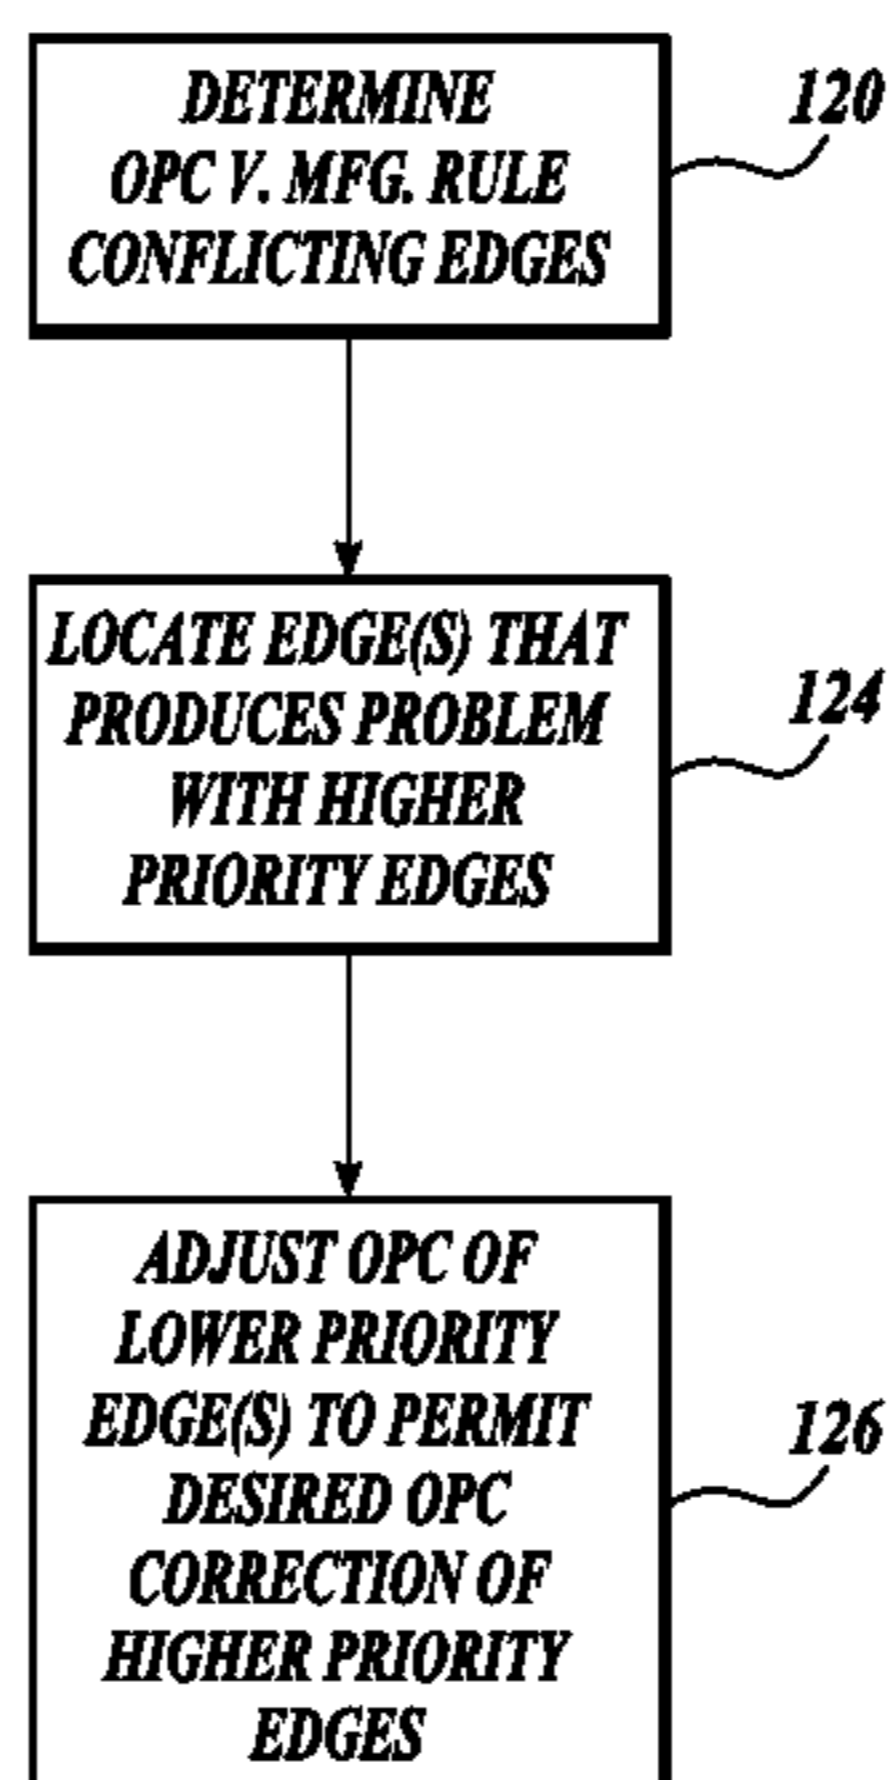 DETERMINE
OPC V. MFG. RULE
CONFLICTING EDGES
120
LOCATE EDGE(S) THAT
PRODUCES PROBLEM
WITH HIGHER
PRIORITY EDGES
124
ADJUST OPC OF
LOWER PRIORITY
EDGE(S) TO PERMIT
DESIRED OPC
CORRECTION OF
HIGHER PRIORITY
EDGES
126